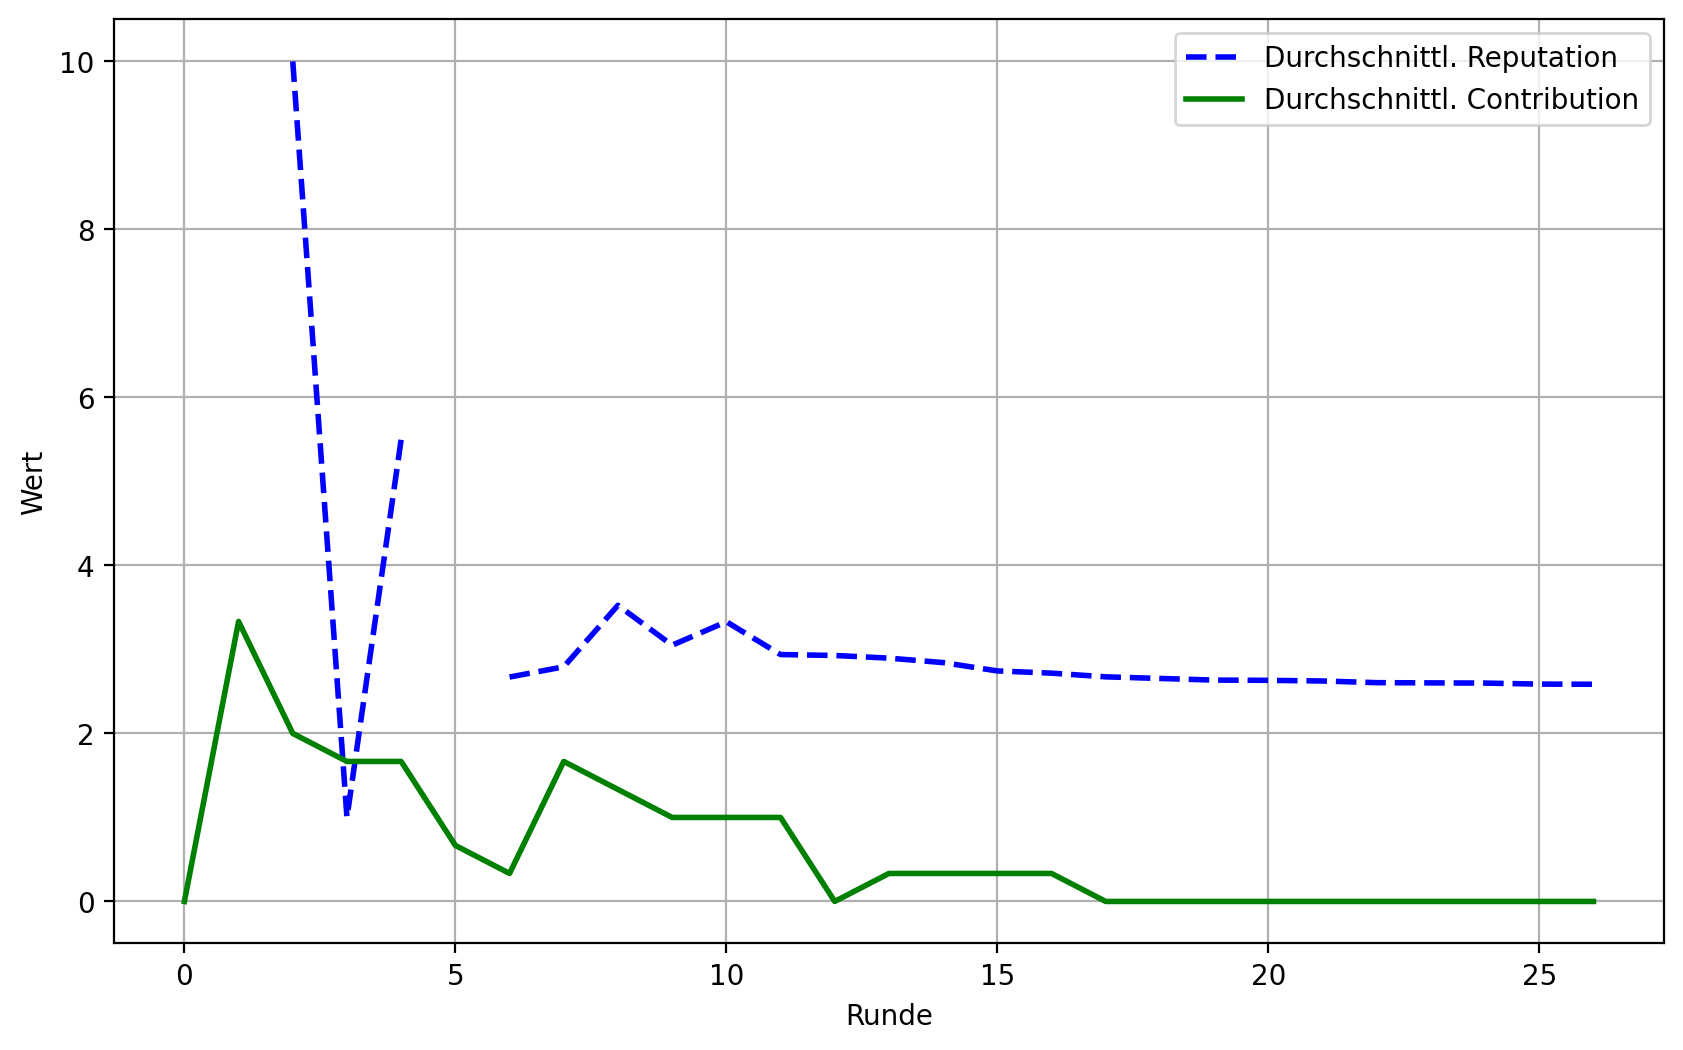 10
8
6
4
2
0
Wert
0 5 10 15 20 25
Runde
Durchschnittl. Reputation
Durchschnittl. Contribution